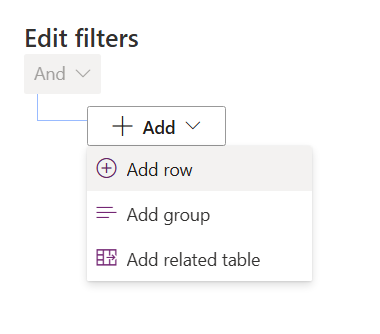 Edit filters
And
Add
Add row
Add group
Add related table